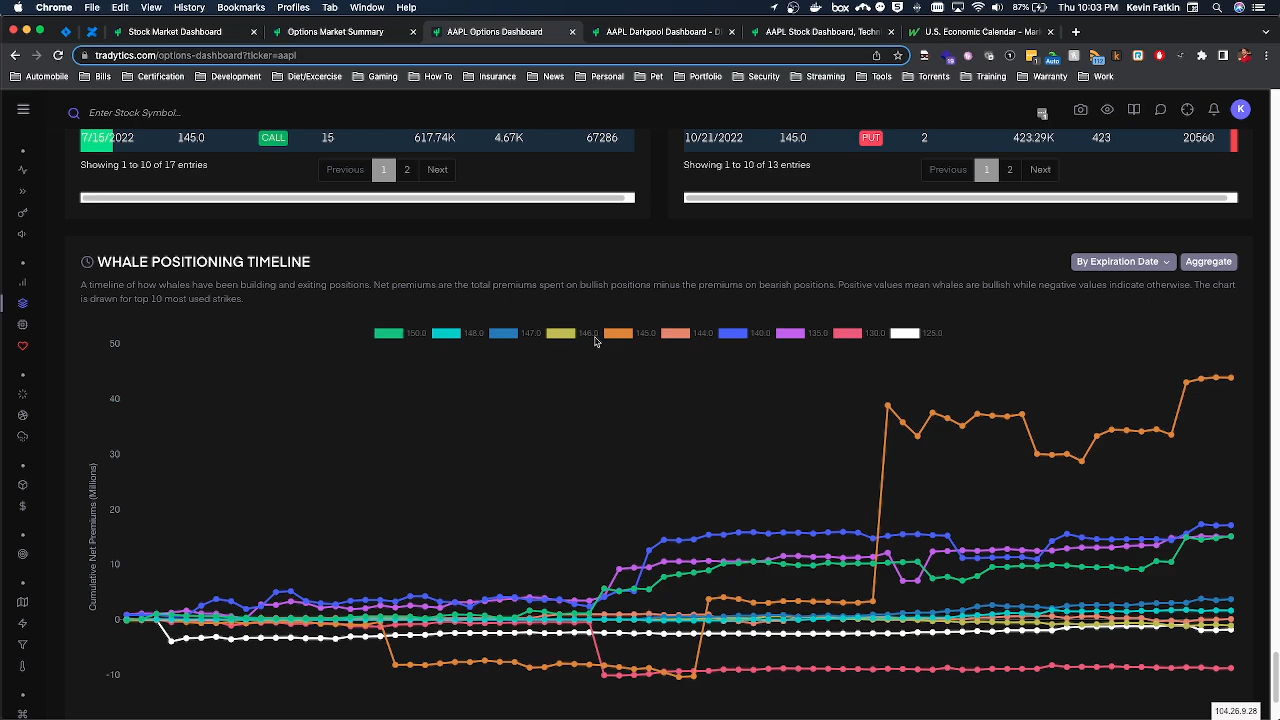 Chrome File Edit View History Bookmarks Profiles Tab Window Help box 87% Thu Jul 7 10:03 PM Kevin Fatkin
Stock Market Dashboard Options Market Summary AAPL Options Dashboard AAPL Darkpool Dashboard - D AAPL Stock Dashboard, Techn U.S. Economic Calendar - Mar
tradytics.com/options-dashboard?ticker=aapl
Automobile Bills Certification Development Diet/Exercise Gaming How To Insurance News Personal Pet Portfolio Security Streaming Tools Torrents Training Warranty Work
Enter Stock Symbol... K
7/15/2022 145.0 CALL 15 617.74K 4.67K 67286
10/21/2022 145.0 PUT 2 423.29K 423 20560
Showing 1 to 10 of 17 entries Previous 1 2 Next
Showing 1 to 10 of 13 entries Previous 1 2 Next
WHALE POSITIONING TIMELINE
By Expiration Date Aggregate
A timeline of how whales have been building and exiting positions. Net premiums are the total premiums spent on bullish positions minus the premiums on bearish positions. Positive values mean whales are bullish while negative values indicate otherwise. The chart
is drawn for top 10 most used strikes.
150.0 148.0 147.0 146.0 145.0 144.0 140.0 135.0 130.0 125.0
50
40
30
20
10
0
-10
Cumulative Net Premiums (Millions)
104.26.9.28